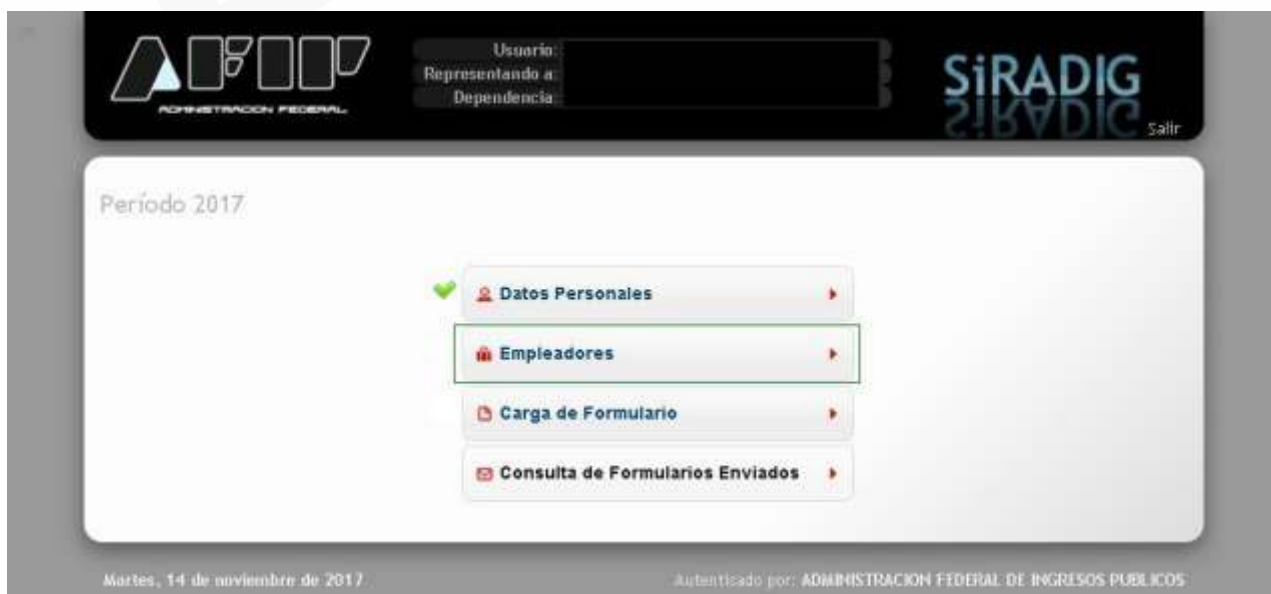 AFIP
ADMINISTRACION FEDERAL
Usuario:
Representando a:
Dependencia:
SiRADIG
Salir
Período 2017
Datos Personales
Empleadores
Carga de Formulario
Consulta de Formularios Enviados
Martes, 14 de noviembre de 2017
Autenticado por: ADMINISTRACION FEDERAL DE INGRESOS PUBLICOS